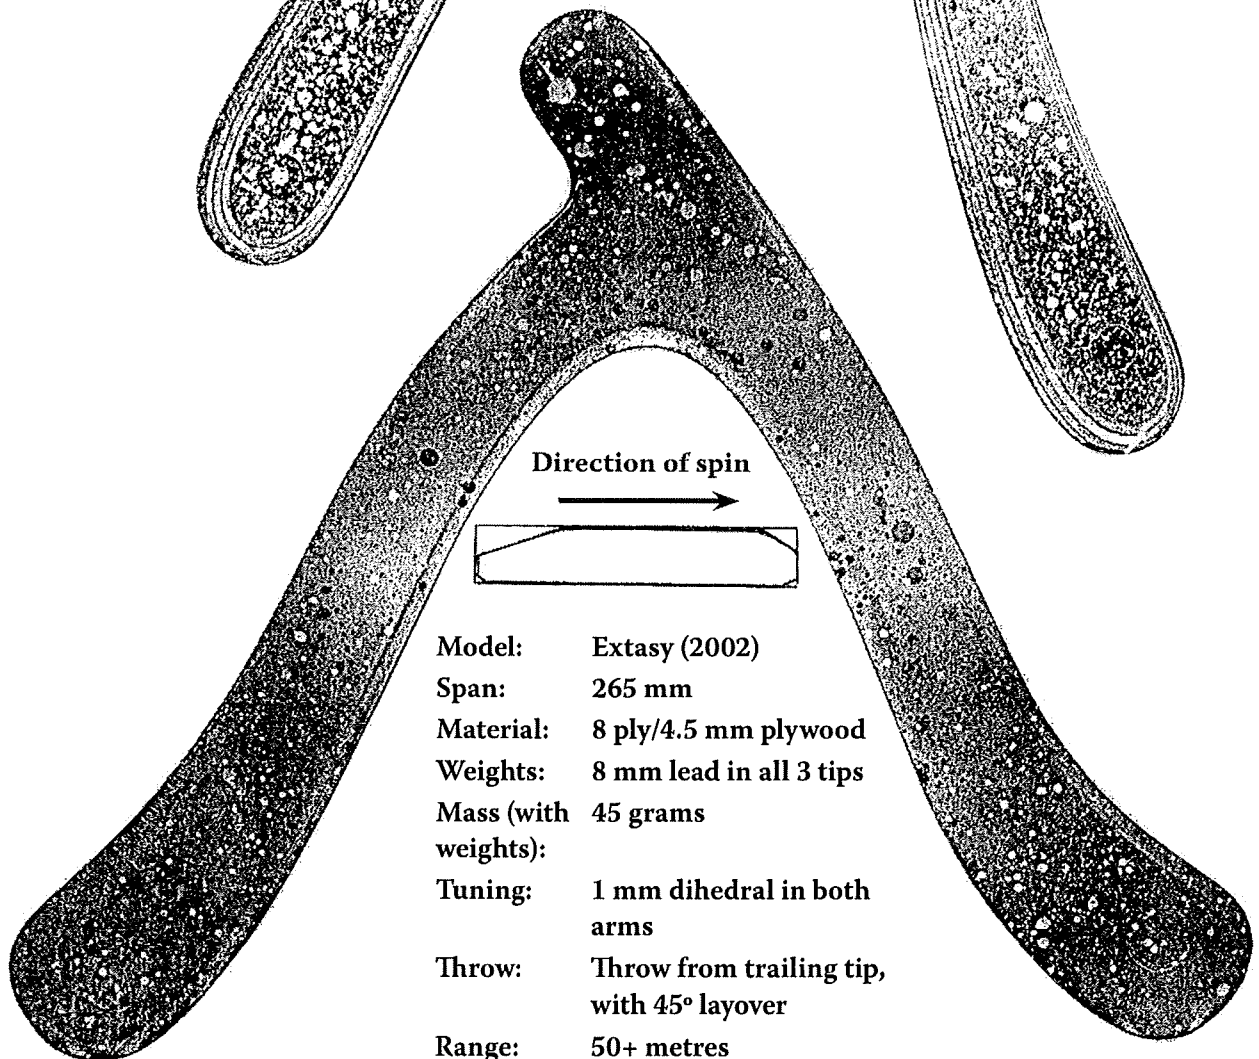 Direction of spin
Model: Extasy (2002)
Span: 265 mm
Material: 8 ply/4.5 mm plywood
Weights: 8 mm lead in all 3 tips
Mass (with 45 grams
weights):
Tuning: 1 mm dihedral in both
arms
Throw: Throw from trailing tip,
with 45º layover
Range: 50+ metres